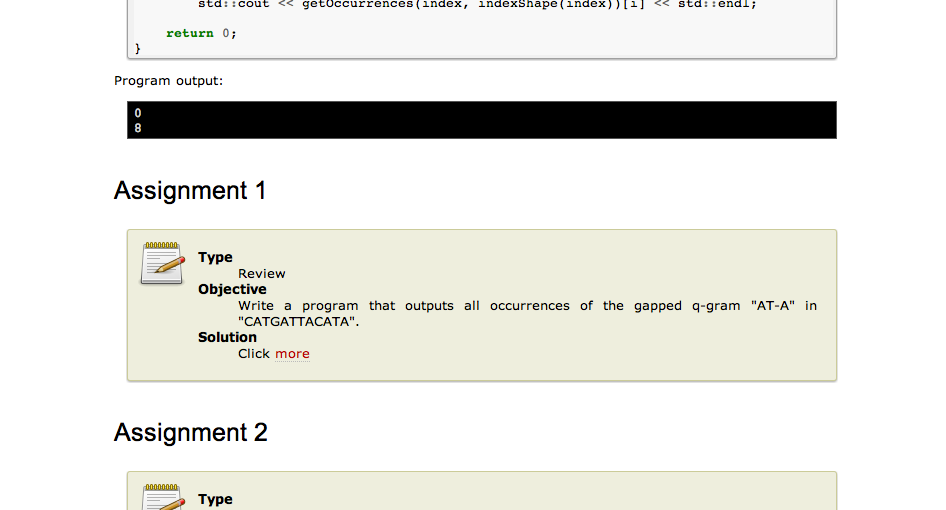 std::cout << getOccurrences(index, indexShape(index))[i] << std::endl;
return 0;
}
Program output:
0
8
Assignment 1
Type
Review
Objective
Write a program that outputs all occurrences of the gapped q-gram "AT-A" in
"CATGATTACATA".
Solution
Click more
Assignment 2
Type